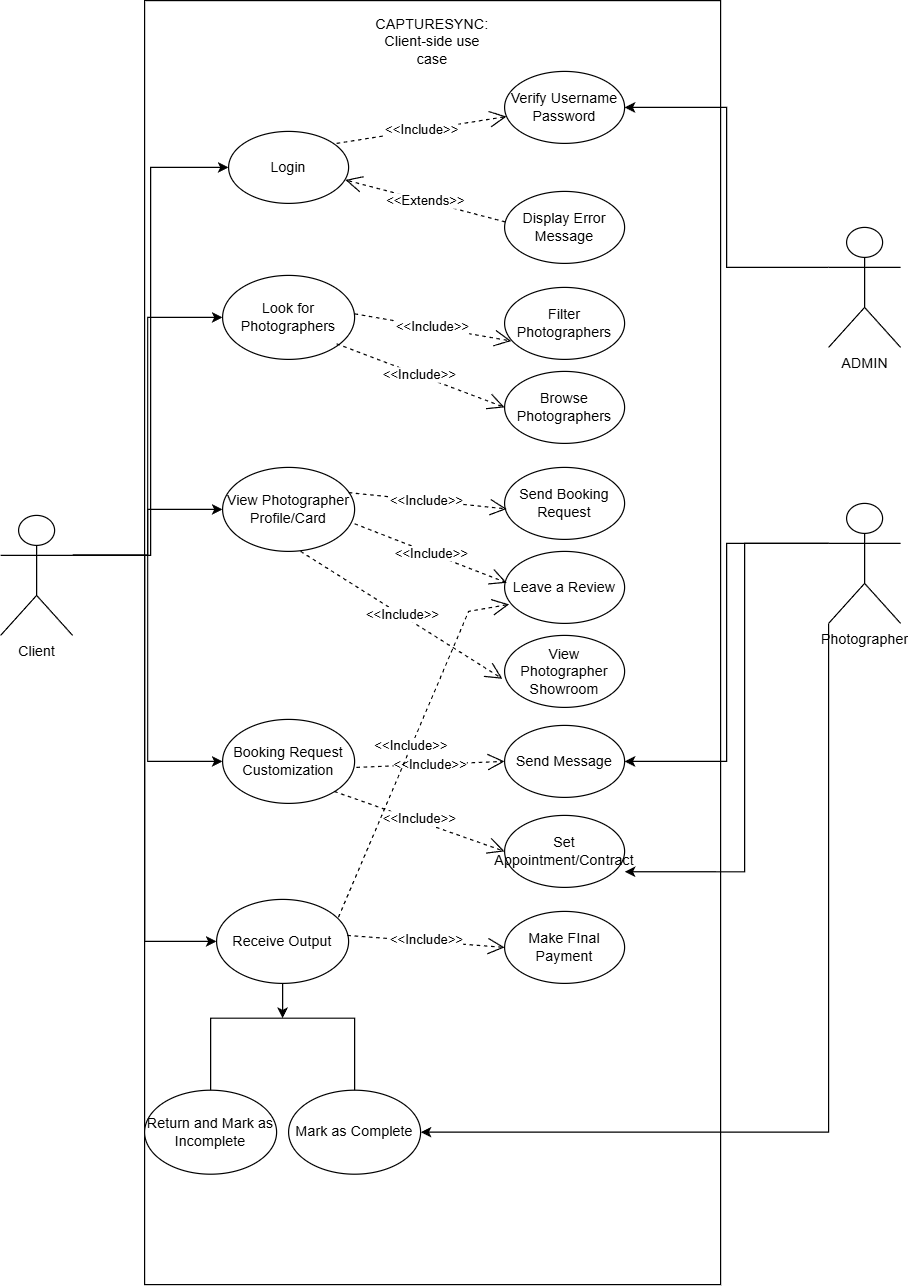 CAPTURESYNC:
Client-side use
case
Verify Username
Password
<<Include>>
Login
<<Extends>>
Display Error
Message
ADMIN
Look for
Photographers
<<Include>>
Filter
Photographers
<<Include>>
Browse
Photographers
View Photographer
Profile/Card
<<Include>>
Send Booking
Request
<<Include>>
Leave a Review
<<Include>>
View
Photographer
Showroom
Client
Photographer
Booking Request
Customization
<<Include>>
<<Include>>
Send Message
<<Include>>
Set
Appointment/Contract
Receive Output
<<Include>>
Make FInal
Payment
Return and Mark as
Incomplete
Mark as Complete